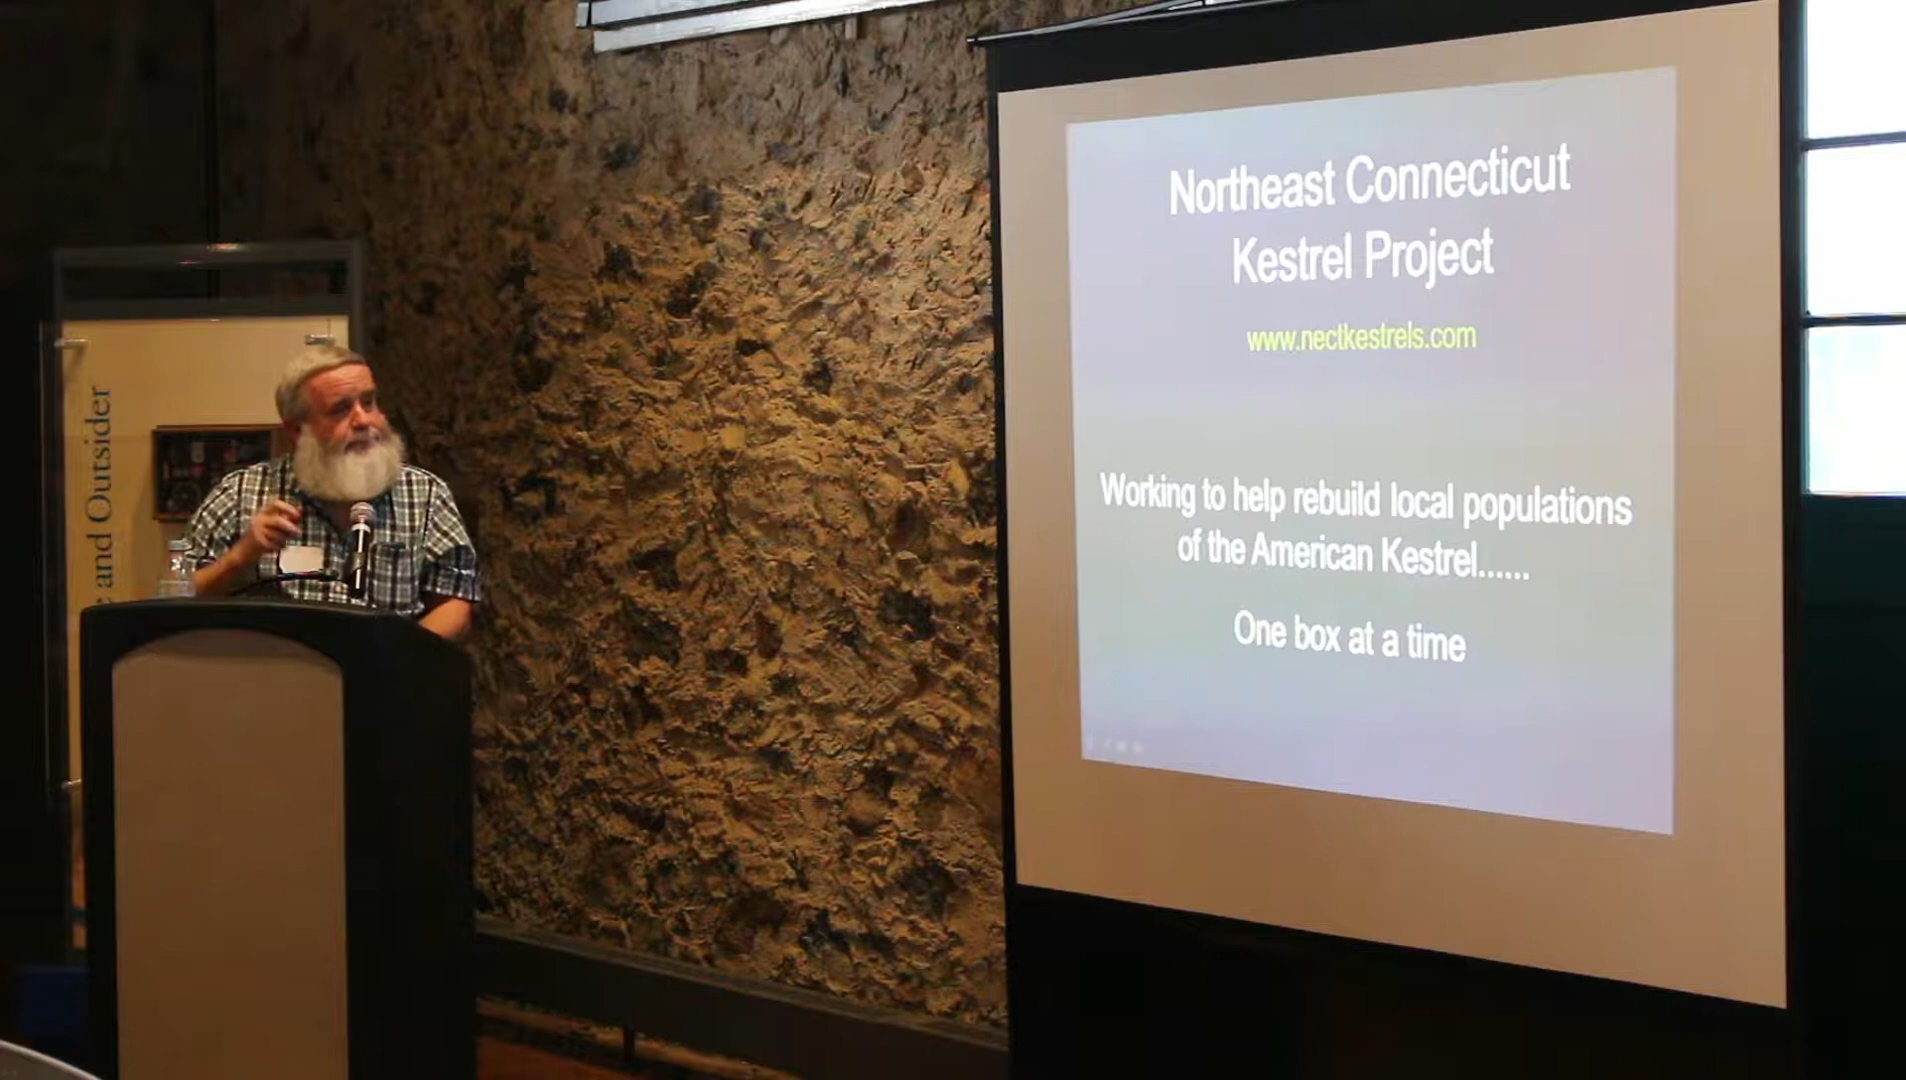 Northeast Connecticut
Kestrel Project
www.nectkestrels.com
Working to help rebuild local populations
of the American Kestrel......
One box at a time
and Outsider